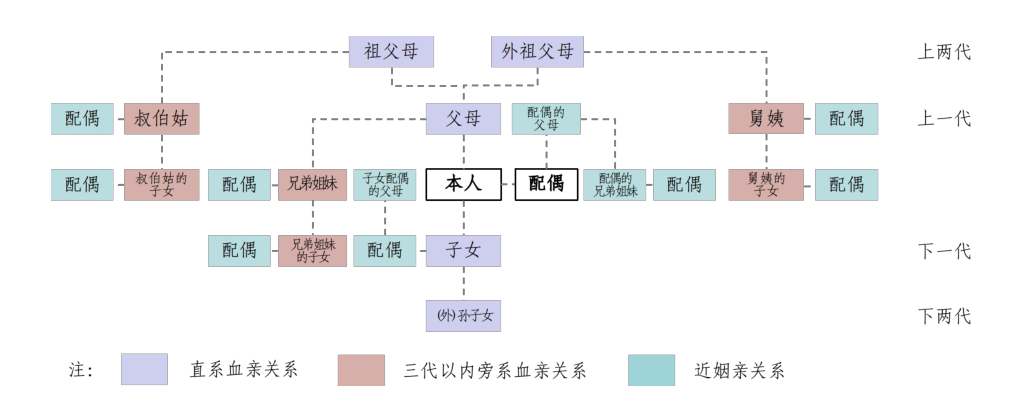 祖父母
外祖父母
上两代
配偶
叔伯姑
父母
配偶的
父母
舅姨
配偶
上一代
配偶
叔伯姑的
子女
配偶
兄弟姐妹
子女配偶
的父母
本人
配偶
配偶的
兄弟姐妹
配偶
舅姨的
子女
配偶
配偶
兄弟姐妹
的子女
配偶
子女
下一代
(外)孙子女
下两代
注：
直系血亲关系
三代以内旁系血亲关系
近姻亲关系